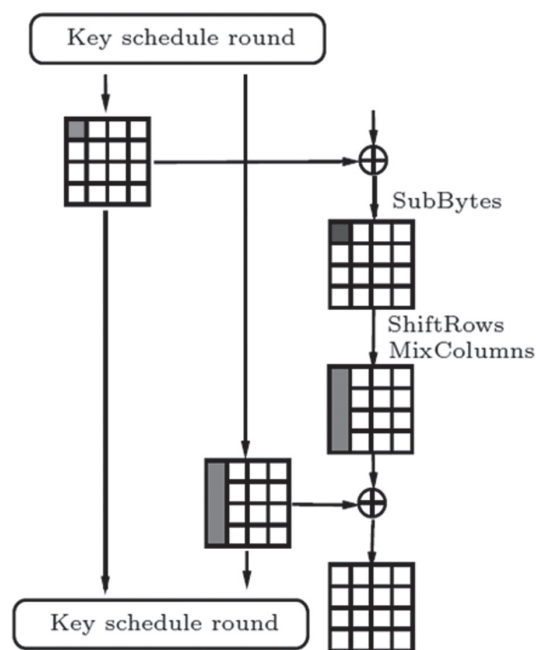 Key schedule round
SubBytes
ShiftRows
MixColumns
Key schedule round